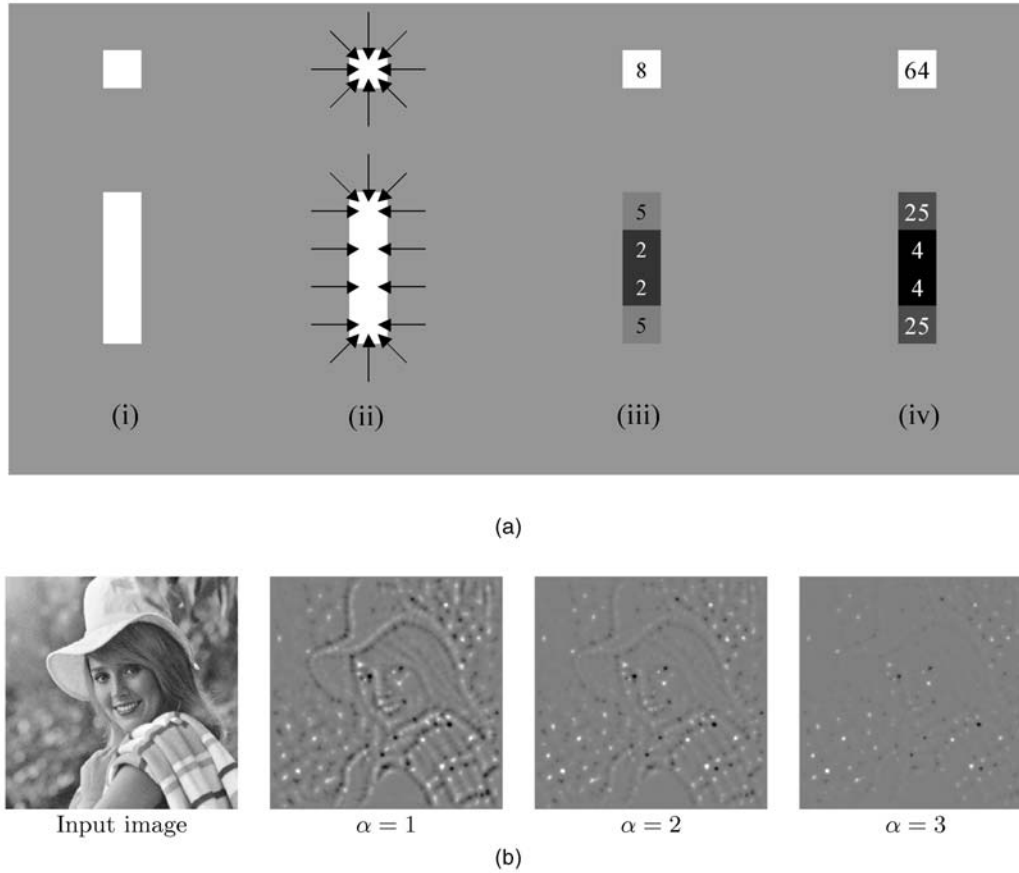 8 64
5 25
2 4
2 4
5 25
(i) (ii) (iii) (iv)
(a)
Input image α = 1 α = 2 α = 3
(b)